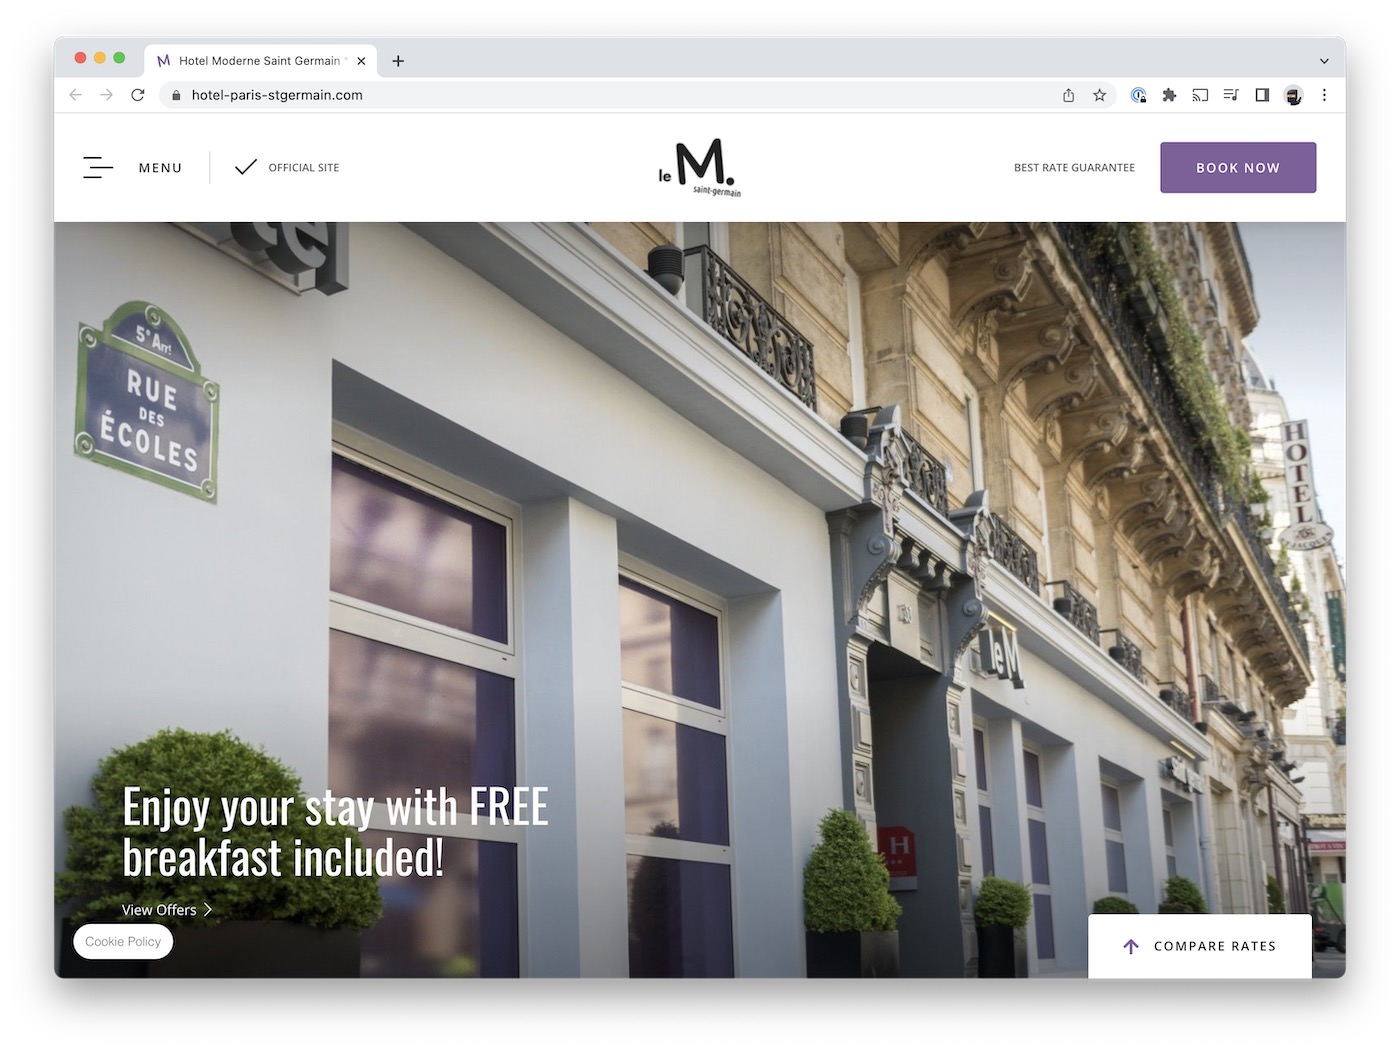 Hotel Moderne Saint Germain
hotel-paris-stgermain.com
MENU
OFFICIAL SITE
le M.
saint-germain
BEST RATE GUARANTEE
BOOK NOW
5e Arrt
RUE
DES
ÉCOLES
HOTEL
le M
H
Enjoy your stay with FREE
breakfast included!
View Offers
Cookie Policy
COMPARE RATES